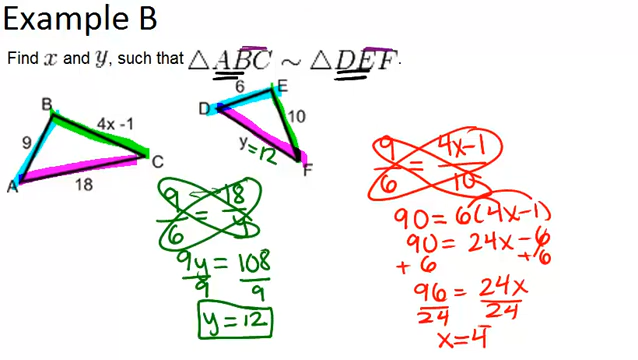 Example B
Find x and y, such that △ABC ~ △DEF.
B
4x -1
9
A
18
C
6
E
D
10
y=12
F
9/6 = 18/y
9y/9 = 108/9
y=12
9/6 = 4x-1/10
90 = 6(4x-1)
90 = 24x-6
+6 +6
96/24 = 24x/24
x=4